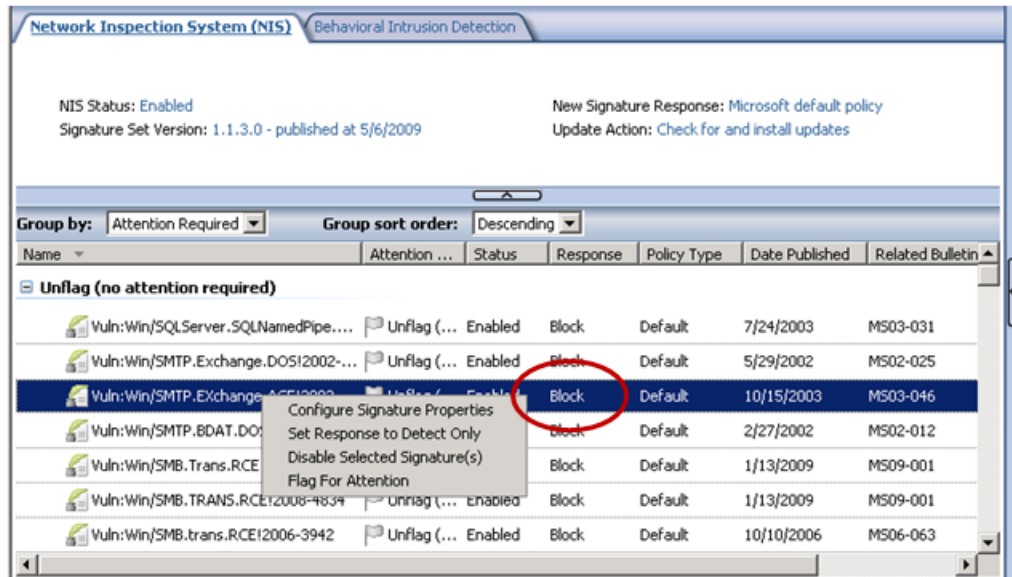 Network Inspection System (NIS) Behavioral Intrusion Detection
NIS Status: Enabled New Signature Response: Microsoft default policy
Signature Set Version: 1.1.3.0 - published at 5/6/2009 Update Action: Check for and install updates
Group by: Attention Required Group sort order: Descending
Name Attention ... Status Response Policy Type Date Published Related Bulletin
Unflag (no attention required)
Vuln:Win/SQLServer.SQLNamedPipe.... Unflag (... Enabled Block Default 7/24/2003 MS03-031
Vuln:Win/SMTP.Exchange.DOS!2002-... Unflag (... Enabled Block Default 5/29/2002 MS02-025
Vuln:Win/SMTP.EXchange Block Default 10/15/2003 MS03-046
Configure Signature Properties
Vuln:Win/SMTP.BDAT.DO Block Default 2/27/2002 MS02-012
Set Response to Detect Only
Disable Selected Signature(s)
Vuln:Win/SMB.Trans.RCE Block Default 1/13/2009 MS09-001
Flag For Attention
Vuln:Win/SMB.TRANS.RCE!2008-4834 Unflag (... Enabled Block Default 1/13/2009 MS09-001
Vuln:Win/SMB.trans.RCE!2006-3942 Unflag (... Enabled Block Default 10/10/2006 MS06-063